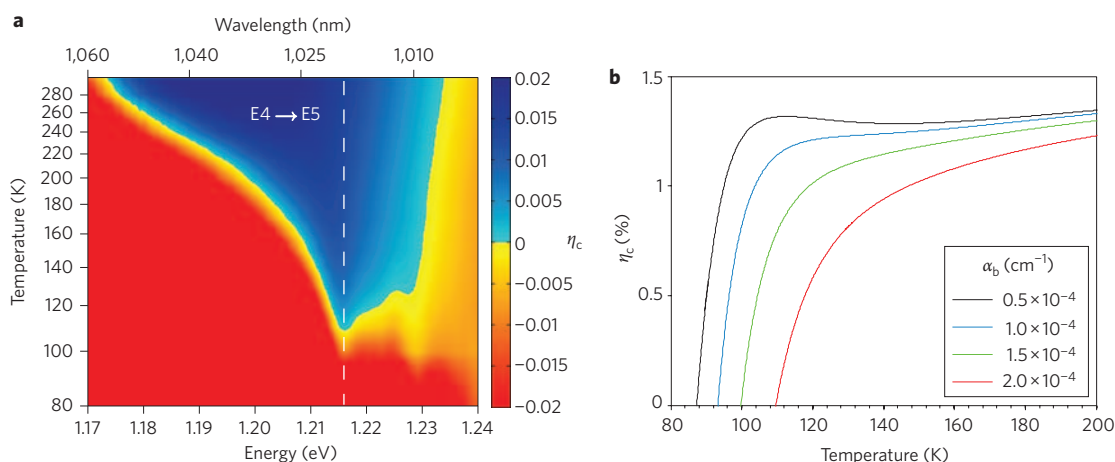 a
Wavelength (nm)
1,060 1,040 1,025 1,010
Temperature (K)
280
260
240
220
200
180
160
140
120
100
80
E4 → E5
1.17 1.18 1.19 1.20 1.21 1.22 1.23 1.24
Energy (eV)
0.02
0.015
0.01
0.005
0
−0.005
−0.01
−0.015
−0.02
ηc
b
ηc (%)
1.5
1
0.5
0
80 100 120 140 160 180 200
Temperature (K)
αb (cm⁻¹)
0.5 × 10⁻⁴
1.0 × 10⁻⁴
1.5 × 10⁻⁴
2.0 × 10⁻⁴